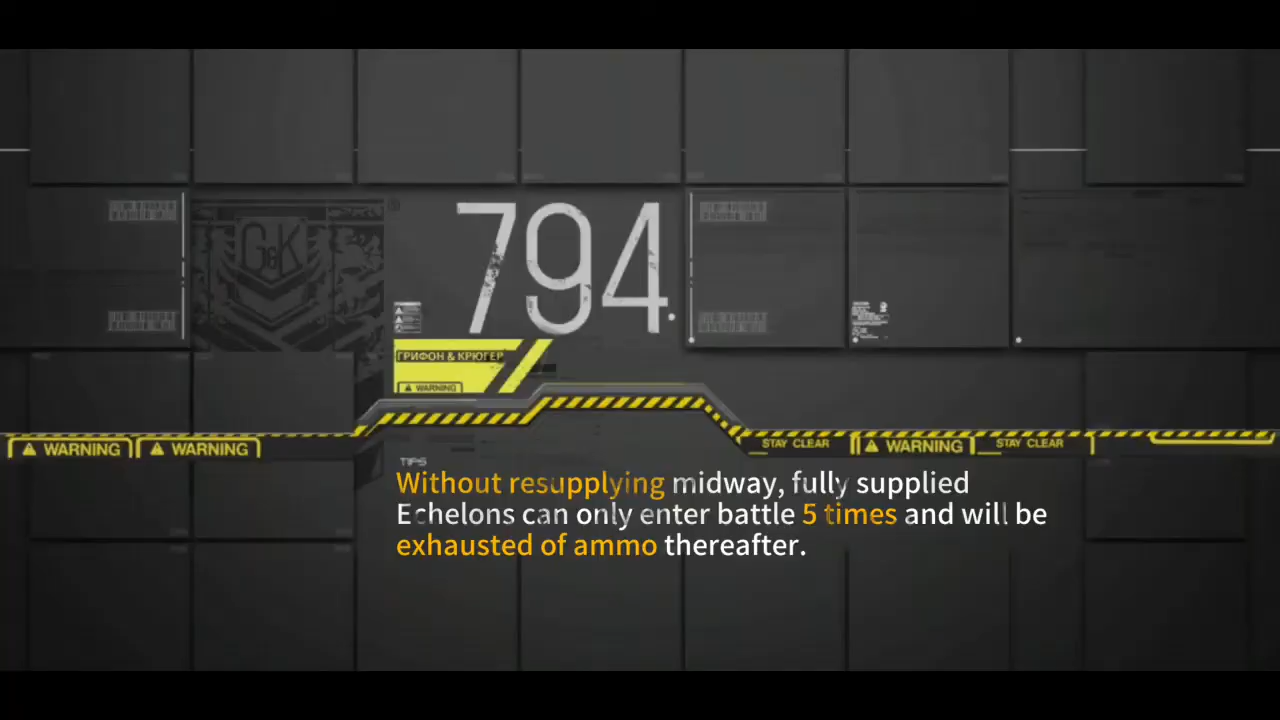 G&K
794.
ГРИФОН & КРЮГЕР
WARNING
WARNING
WARNING
STAY CLEAR
WARNING
STAY CLEAR
TIPS
Without resupplying midway, fully supplied
Echelons can only enter battle 5 times and will be
exhausted of ammo thereafter.